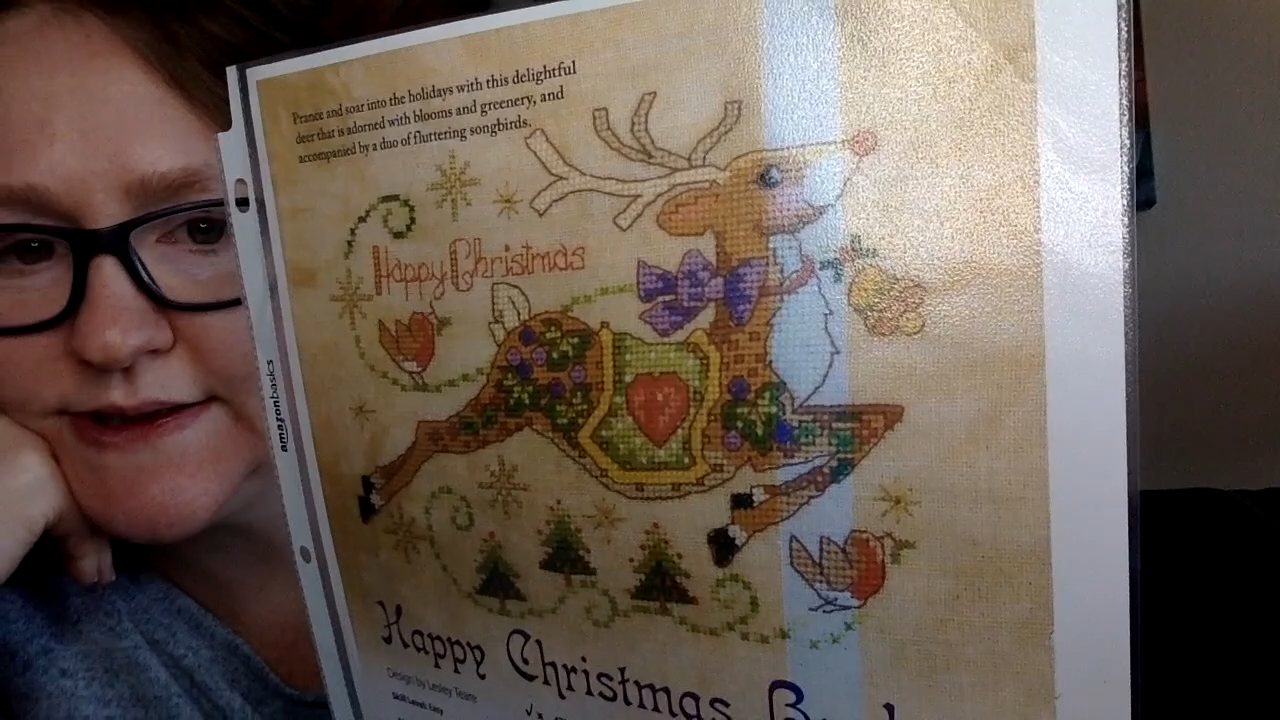 Prance and soar into the holidays with this delightful
deer that is adorned with blooms and greenery, and
accompanied by a duo of fluttering songbirds.
Happy Christmas
amazonbasics
Happy Christmas
Design by Lesley Teare
Skill Level: Easy